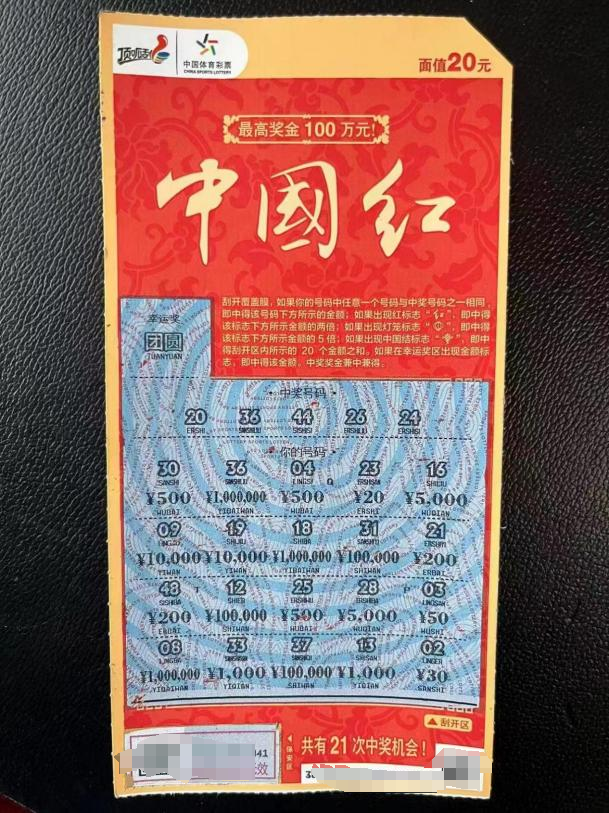 顶呱刮
中国体育彩票
CHINA SPORTS LOTTERY
面值20元
最高奖金 100 万元!
中國红
刮开覆盖膜，如果你的号码中任意一个号码与中奖号码之一相同，
即中得该号码下方所示的金额；如果出现红标志“红”，即中得
该标志下方所示金额的两倍；如果出现灯笼标志“”，即中得
该标志下方所示金额的5倍；如果出现中国结标志“”，即中
得刮开区内所示的 20 个金额之和。如果在幸运奖区出现金额标
志，即中得该金额。中奖奖金兼中兼得。
幸运奖
团圆
TUANYUAN
中奖号码
20 36 44 26 24
ERSHI SANSHILIU SISHISI ERSHILIU ERSHISI
你的号码
30 36 04 23 16
SANSHI SANSHILIU LINGSI ERSHISAN SHILIU
¥500 ¥1,000,000 ¥500 ¥20 ¥5,000
WUBAI YIBAIWAN WUBAI ERSHI WUQIAN
09 19 18 31 21
LINGJIU SHIJIU SHIBA SANSHIYI ERSHIYI
¥10,000 ¥10,000 ¥1,000,000 ¥100,000 ¥200
YIWAN YIWAN YIBAIWAN SHIWAN ERBAI
48 12 25 28 03
SISHIBA SHIER ERSHIWU ERSHIBA LINGSAN
¥200 ¥100,000 ¥500 ¥5,000 ¥50
ERBAI SHIWAN WUBAI WUQIAN WUSHI
08 33 37 13 02
LINGBA SANSHISAN SANSHIQI SHISAN LINGER
¥1,000,000 ¥1,000 ¥100,000 ¥1,000 ¥30
YIBAIWAN YIQIAN SHIWAN YIQIAN SANSHI
刮开区
保安区
共有 21 次中奖机会！